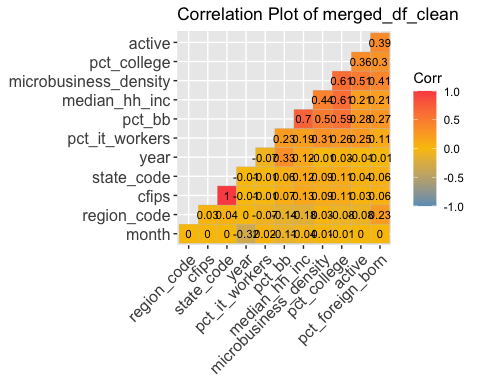 Correlation Plot of merged_df_clean
active 0.39
pct_college 0.36 0.3
microbusiness_density 0.61 0.51 0.41
median_hh_inc 0.44 0.61 0.21 0.21
pct_bb 0.7 0.5 0.59 0.28 0.27
pct_it_workers 0.23 0.19 0.31 0.26 0.25 0.11
year -0.07 0.33 0.12 -0.01 0.03 -0.04 -0.01
state_code -0.04 -0.01 0.06 0.12 0.09 0.11 0.04 0.06
cfips 1 -0.04 -0.01 0.07 0.13 0.09 0.11 0.03 0.06
region_code 0.03 0.04 0 -0.07 -0.14 -0.18 -0.03 -0.08 -0.08 0.23
month 0 0 0 -0.32 -0.02 -0.11 -0.04 -0.01 -0.01 0 0
region_code
cfips
state_code
year
pct_it_workers
pct_bb
median_hh_inc
microbusiness_density
pct_college
active
pct_foreign_born
Corr
1.0
0.5
0.0
-0.5
-1.0